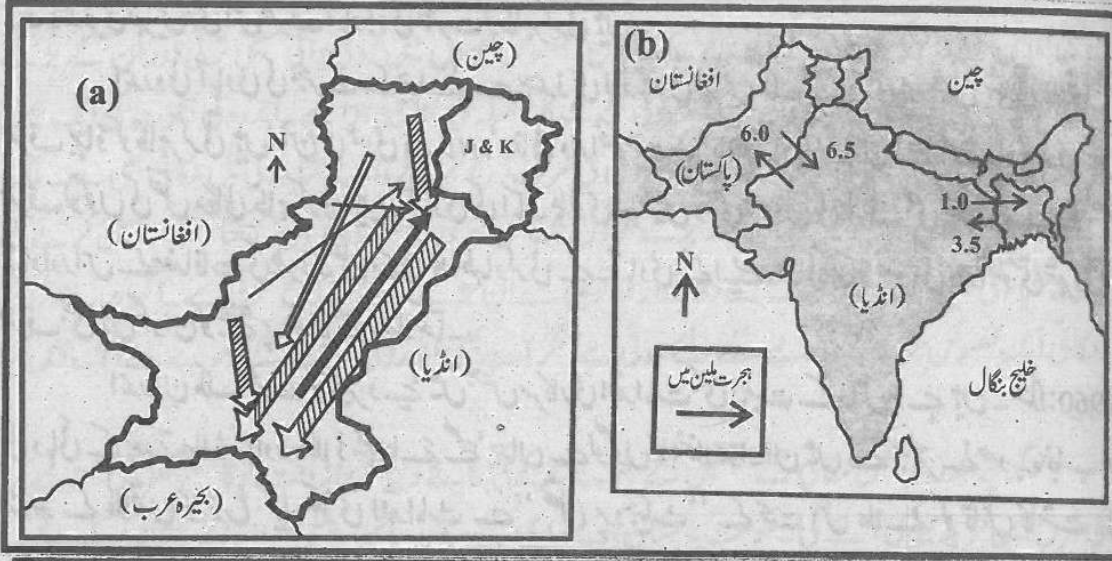 (a)
(چین)
N
J & K
(افغانستان)
(انڈیا)
(بحیرہ عرب)
(b)
افغانستان
چین
6.0
6.5
(پاکستان)
1.0
3.5
N
(انڈیا)
ہجرت ملین میں
خلیج بنگال